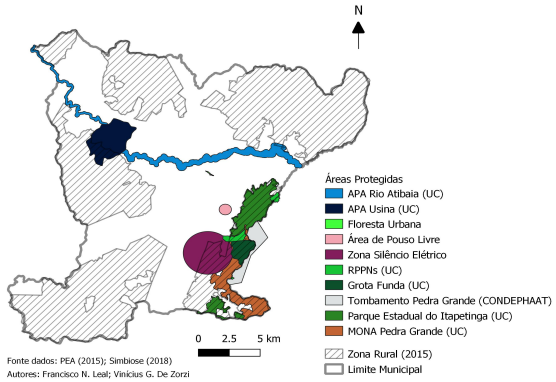 N
Áreas Protegidas
APA Rio Atibaia (UC)
APA Usina (UC)
Floresta Urbana
Área de Pouso Livre
Zona Silêncio Elétrico
RPPNs (UC)
Grota Funda (UC)
Tombamento Pedra Grande (CONDEPHAAT)
Parque Estadual do Itapetinga (UC)
MONA Pedra Grande (UC)
Zona Rural (2015)
Limite Municipal
0 2.5 5 km
Fonte dados: PEA (2015); Simbiose (2018)
Autores: Francisco N. Leal; Vinícius G. De Zorzi